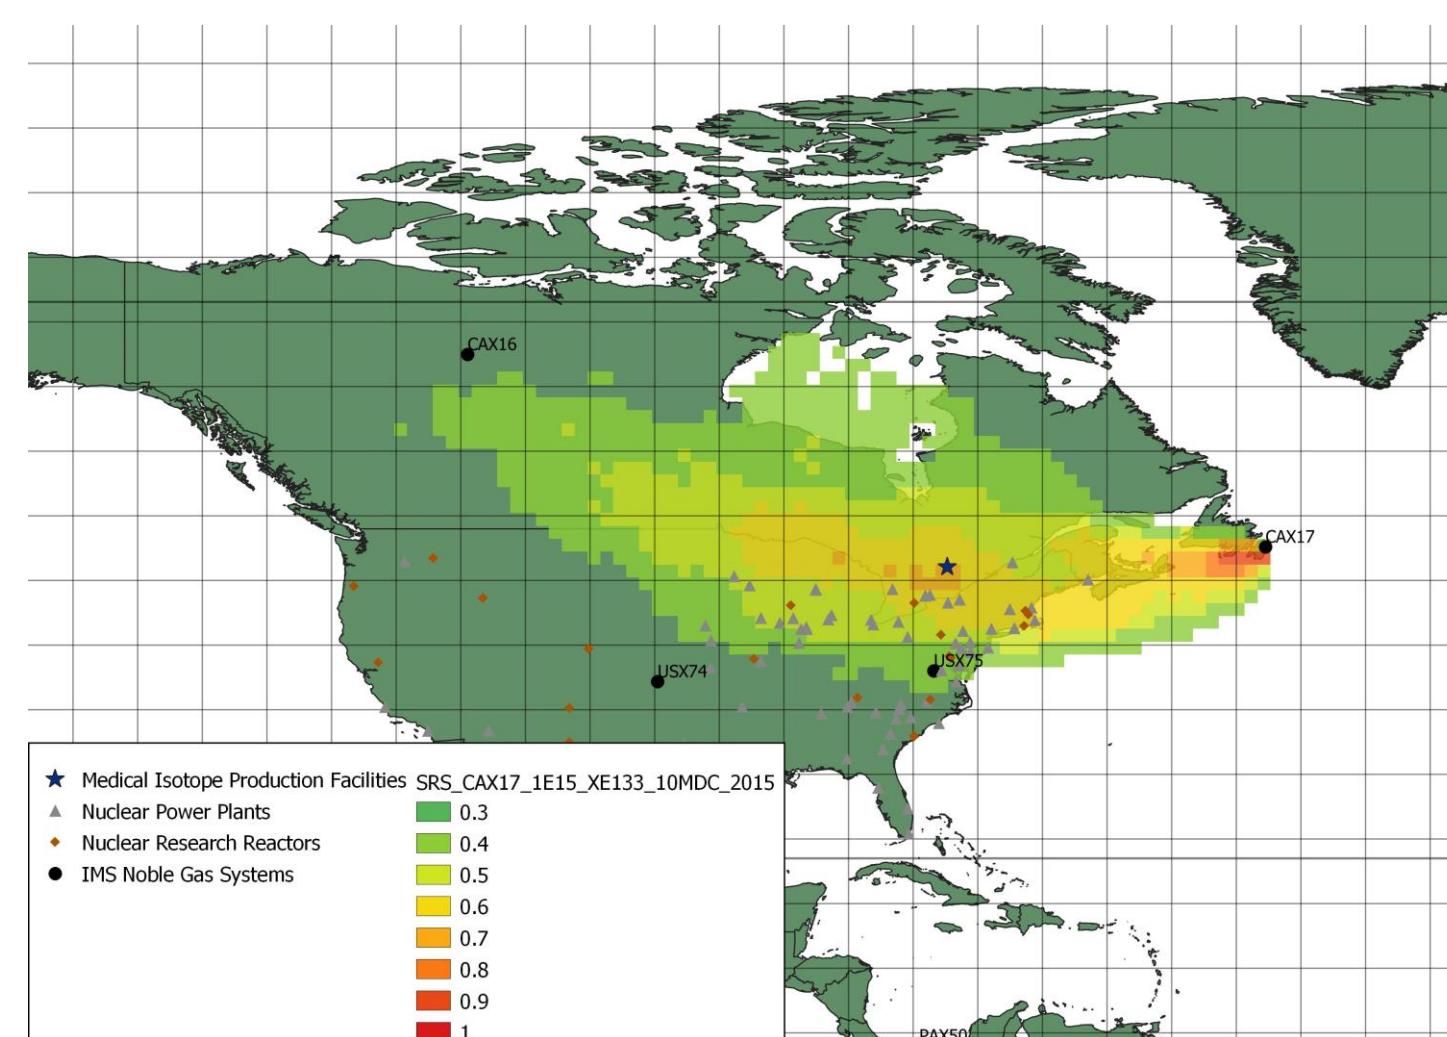 CAX16
CAX17
USX75
USX74
Medical Isotope Production Facilities
Nuclear Power Plants
Nuclear Research Reactors
IMS Noble Gas Systems
SRS_CAX17_1E15_XE133_10MDC_2015
0.3
0.4
0.5
0.6
0.7
0.8
0.9
1
PAX50